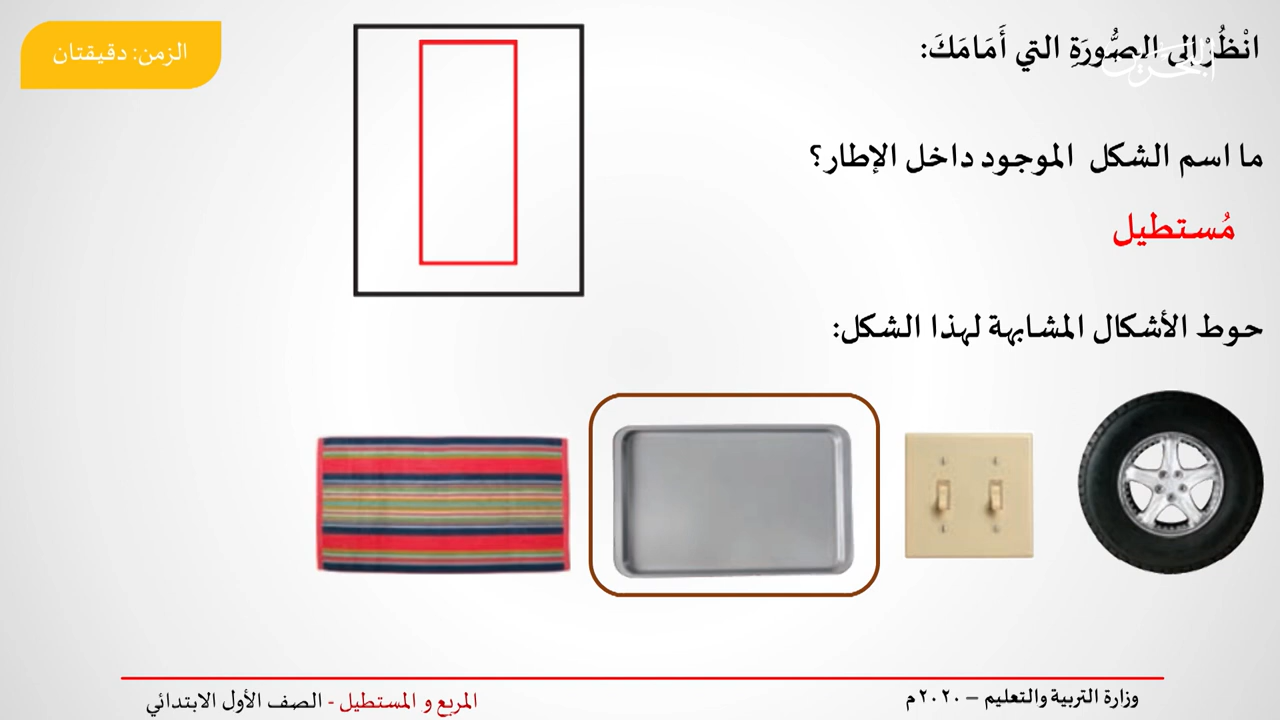 الزمن: دقيقتان
انْظُرْ إلى الصُّورَةِ التي أَمَامَكَ:
البحرين
ما اسم الشكل الموجود داخل الإطار؟
مُستطيل
حوط الأشكال المشابهة لهذا الشكل:
وزارة التربية والتعليم – ٢٠٢٠م
المربع و المستطيل - الصف الأول الابتدائي